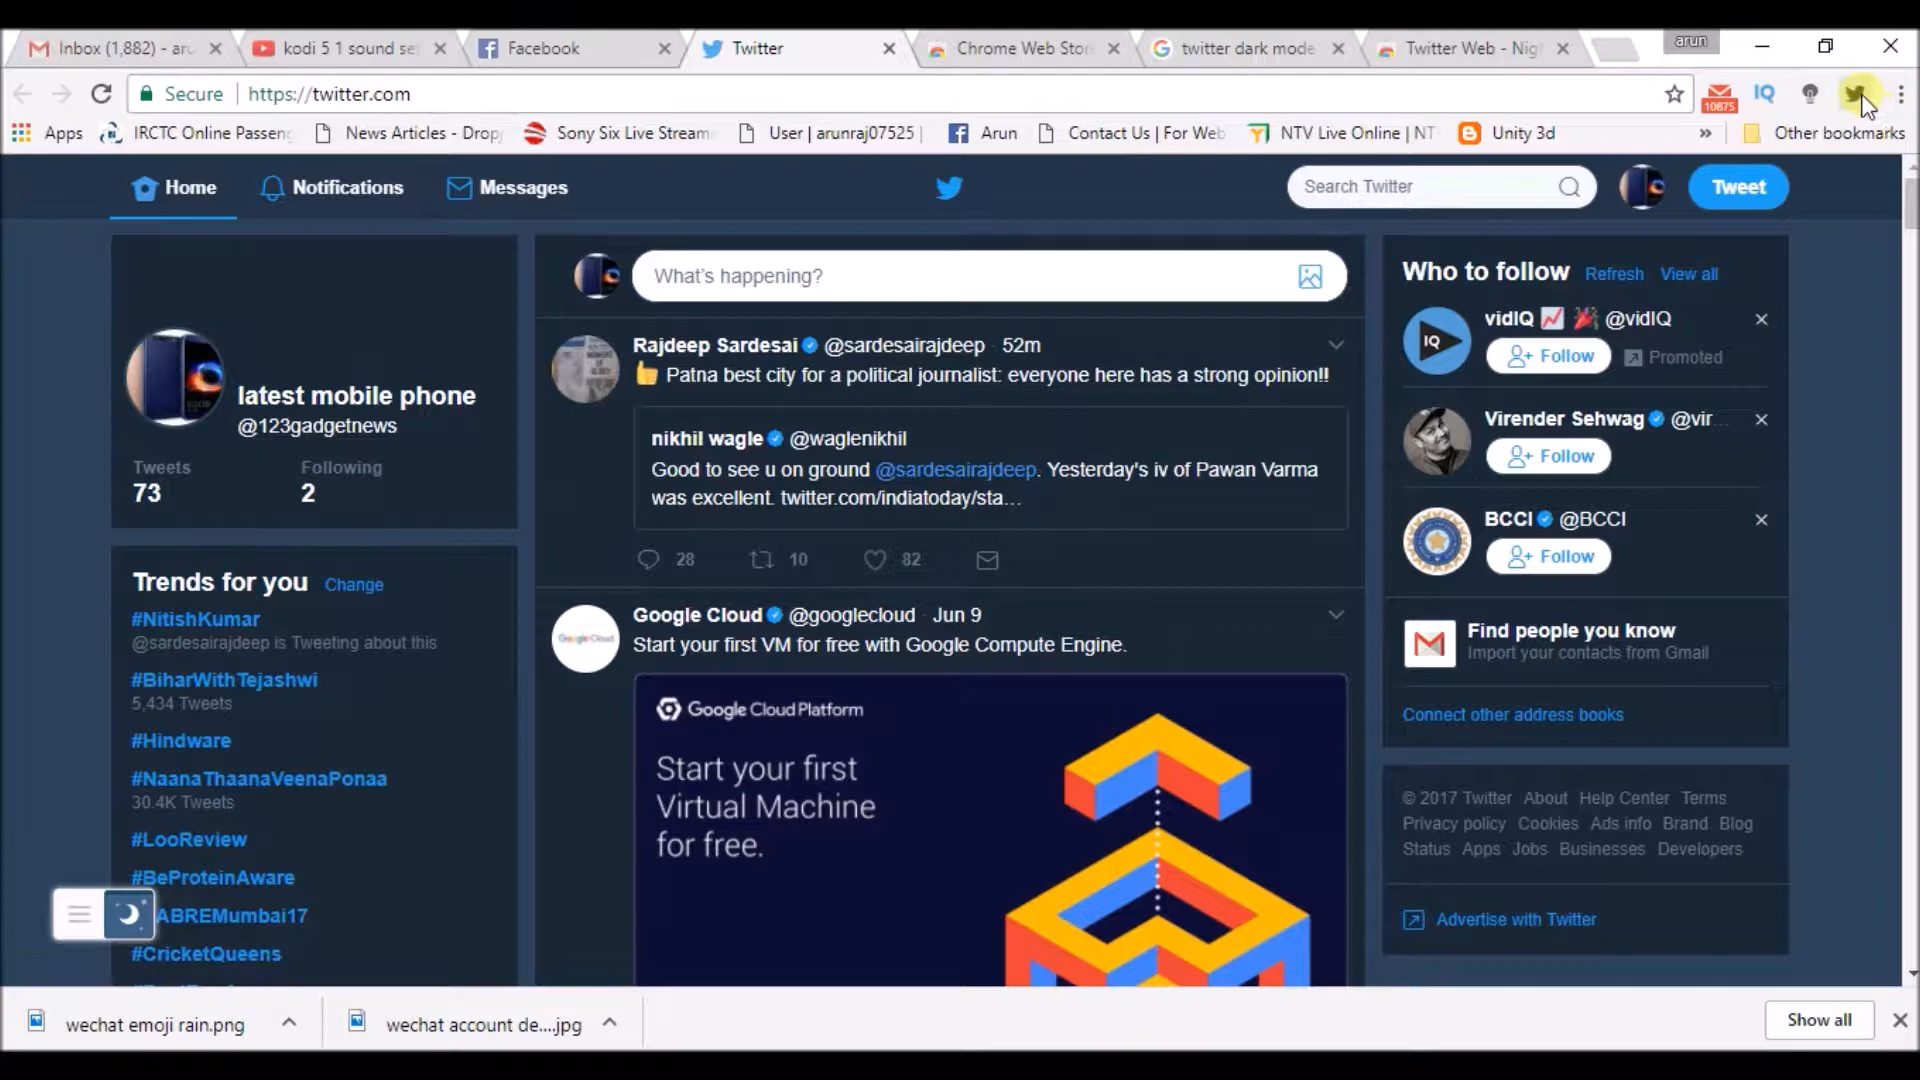 Inbox (1,882) - aru
kodi 5 1 sound se
Facebook
Twitter
Chrome Web Stor
twitter dark mode
Twitter Web - Nig
arun
Secure
https://twitter.com
10875
IQ
Apps
IRCTC Online Passen
News Articles - Drop
Sony Six Live Stream
User | arunraj07525 |
Arun
Contact Us | For Web
NTV Live Online | NT
Unity 3d
»
Other bookmarks
Home
Notifications
Messages
Search Twitter
Tweet
latest mobile phone
@123gadgetnews
Tweets
Following
73
2
Trends for you Change
#NitishKumar
@sardesairajdeep is Tweeting about this
#BiharWithTejashwi
5,434 Tweets
#Hindware
#NaanaThaanaVeenaPonaa
30.4K Tweets
#LooReview
#BeProteinAware
ABREMumbai17
#CricketQueens
What's happening?
Rajdeep Sardesai @sardesairajdeep · 52m
Patna best city for a political journalist: everyone here has a strong opinion!!
nikhil wagle @waglenikhil
Good to see u on ground @sardesairajdeep. Yesterday's iv of Pawan Varma
was excellent. twitter.com/indiatoday/sta…
28
10
82
Google Cloud @googlecloud · Jun 9
Start your first VM for free with Google Compute Engine.
Google Cloud
Google Cloud Platform
Start your first
Virtual Machine
for free.
Who to follow Refresh View all
vidIQ @vidIQ
IQ
Follow
Promoted
Virender Sehwag @vir
Follow
BCCI @BCCI
Follow
Find people you know
Import your contacts from Gmail
Connect other address books
© 2017 Twitter About Help Center Terms
Privacy policy Cookies Ads info Brand Blog
Status Apps Jobs Businesses Developers
Advertise with Twitter
wechat emoji rain.png
wechat account de....jpg
Show all